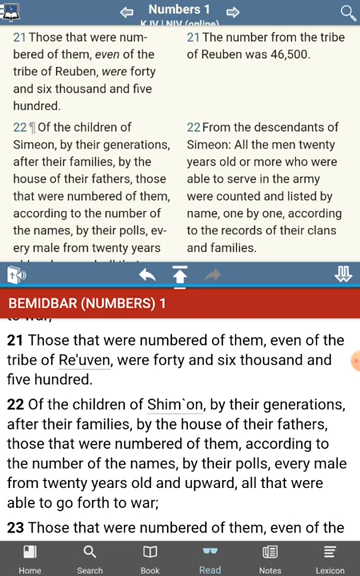 Numbers 1
KJV | NIV (online)
21 Those that were num-
bered of them, even of the
tribe of Reuben, were forty
and six thousand and five
hundred.
22 ¶ Of the children of
Simeon, by their generations,
after their families, by the
house of their fathers, those
that were numbered of them,
according to the number of
the names, by their polls, ev-
ery male from twenty years
21 The number from the tribe
of Reuben was 46,500.
22 From the descendants of
Simeon: All the men twenty
years old or more who were
able to serve in the army
were counted and listed by
name, one by one, according
to the records of their clans
and families.
BEMIDBAR (NUMBERS) 1
to war;
21 Those that were numbered of them, even of the
tribe of Re'uven, were forty and six thousand and
five hundred.
22 Of the children of Shim`on, by their generations,
after their families, by the house of their fathers,
those that were numbered of them, according to
the number of the names, by their polls, every male
from twenty years old and upward, all that were
able to go forth to war;
23 Those that were numbered of them, even of the
Home
Search
Book
Read
Notes
Lexicon